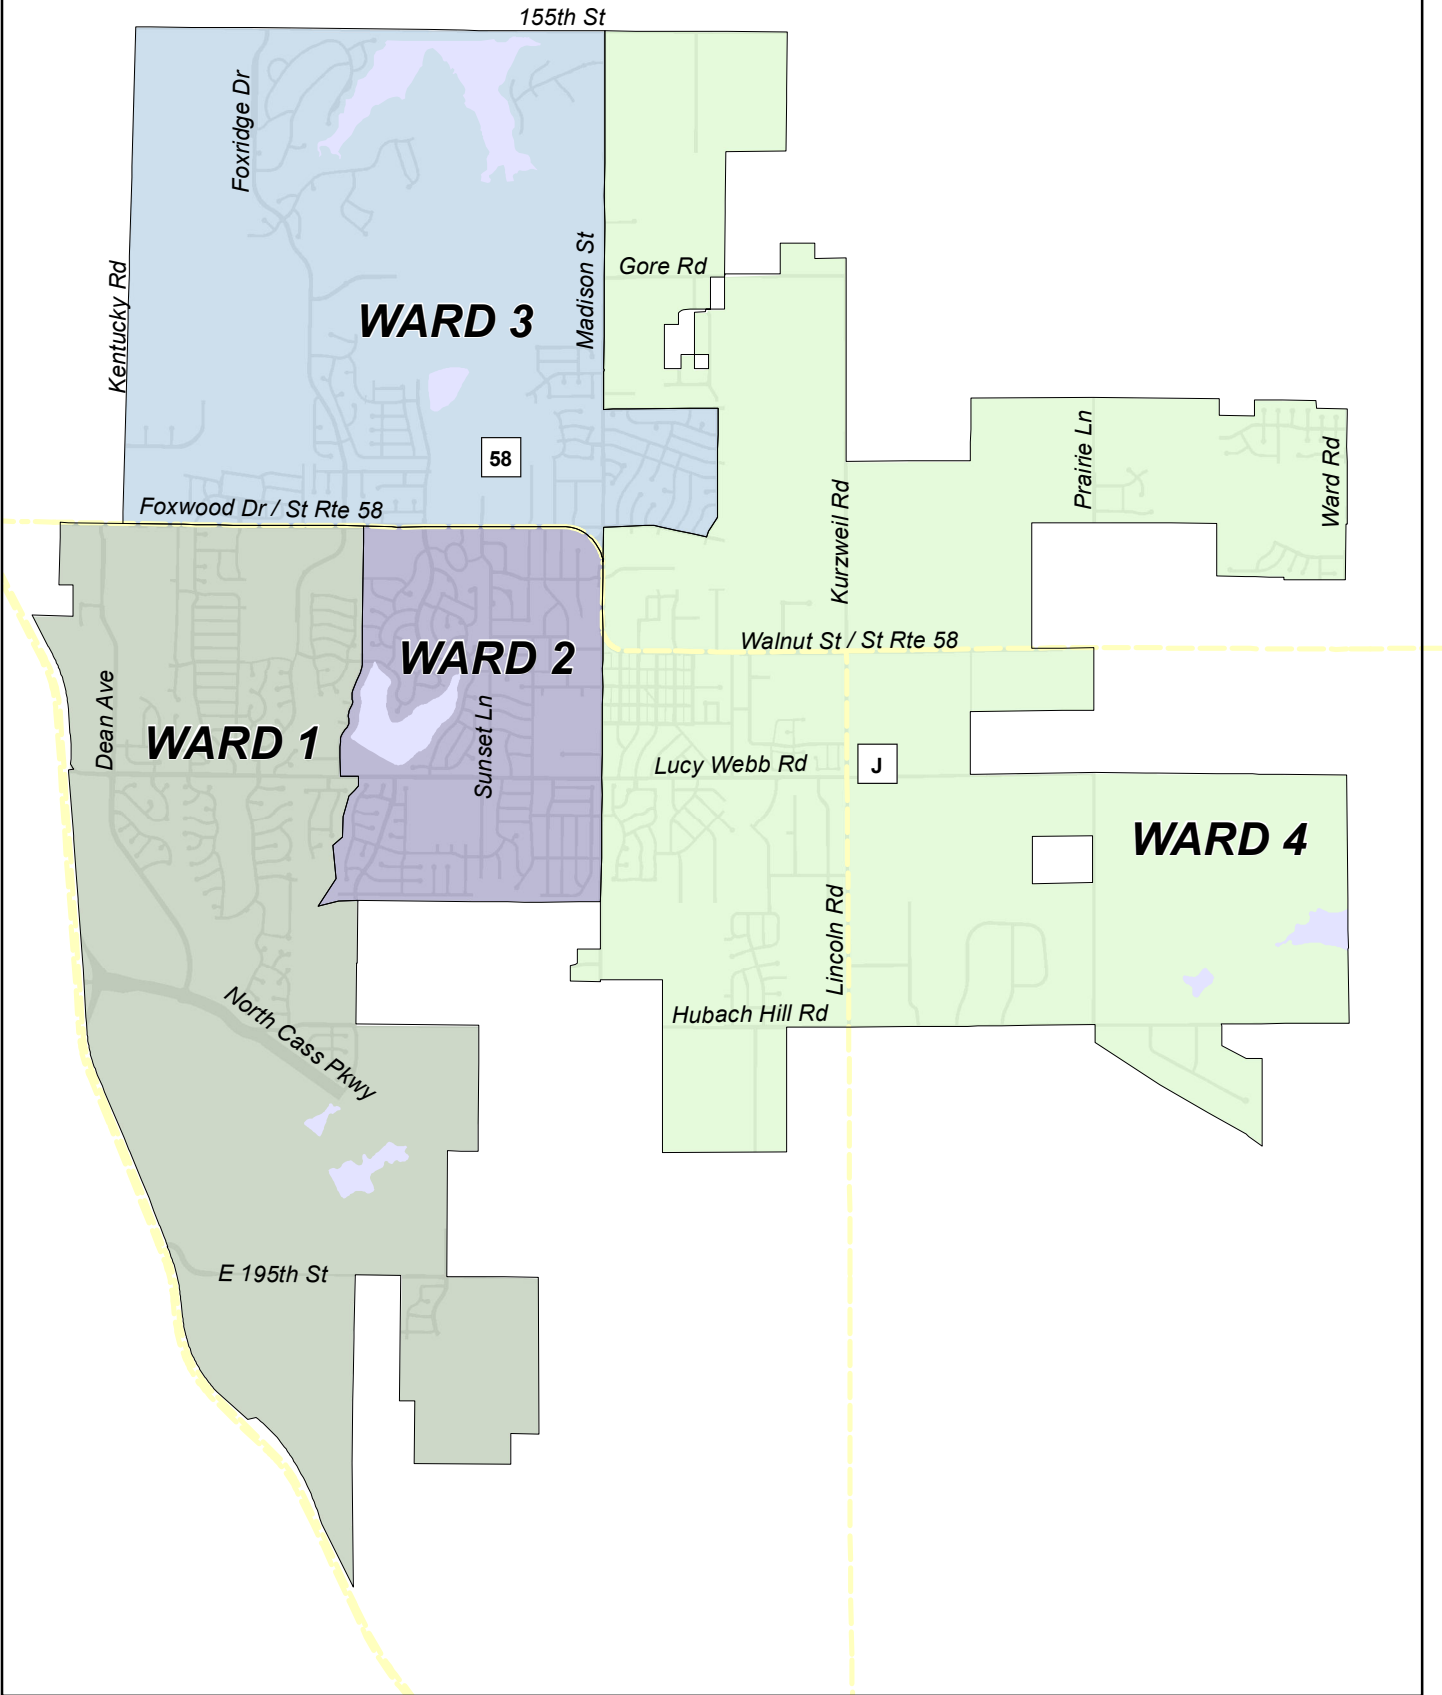 155th St
Foxridge Dr
Madison St
Gore Rd
Kentucky Rd
WARD 3
58
Prairie Ln
Ward Rd
Kurzweil Rd
Foxwood Dr / St Rte 58
Walnut St / St Rte 58
WARD 2
Dean Ave
WARD 1
Sunset Ln
Lucy Webb Rd
J
WARD 4
Lincoln Rd
Hubach Hill Rd
North Cass Pkwy
E 195th St